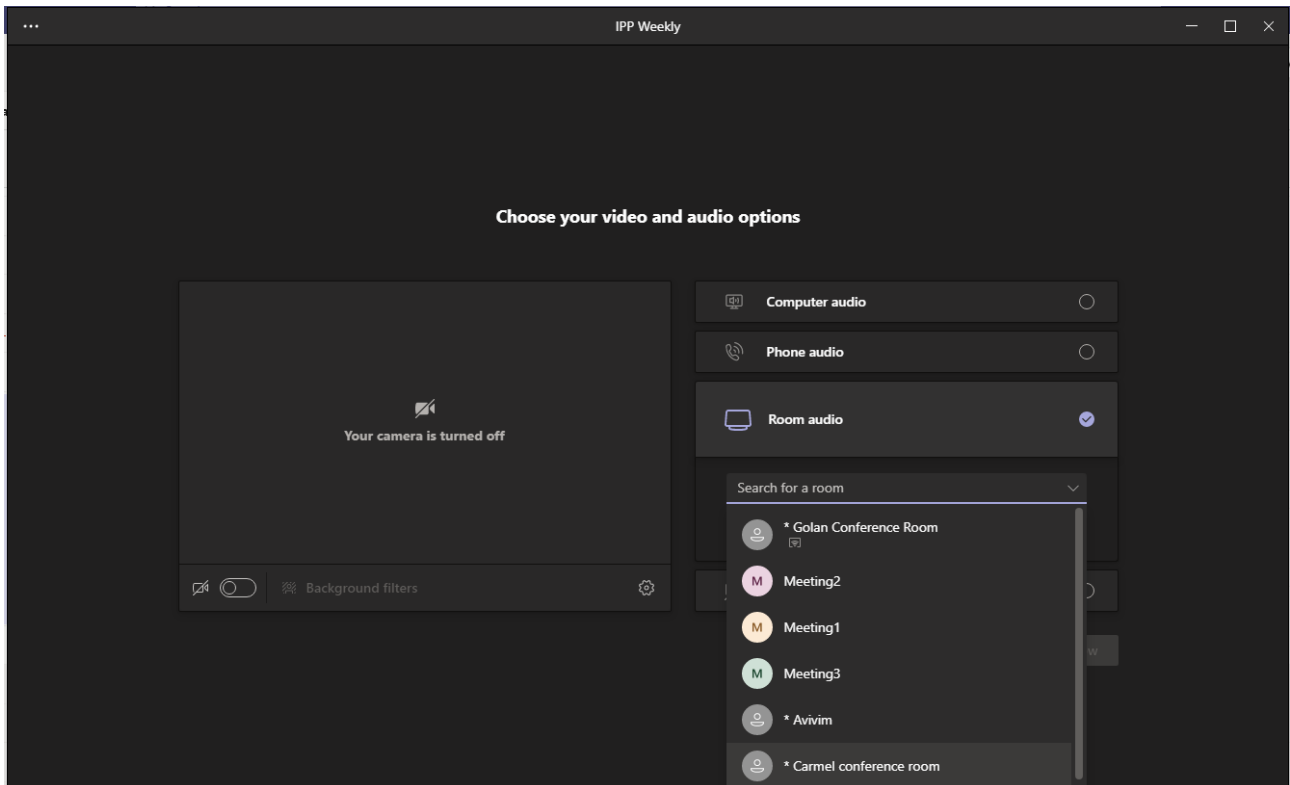 IPP Weekly
Choose your video and audio options
Your camera is turned off
Background filters
Computer audio
Phone audio
Room audio
Search for a room
* Golan Conference Room
M Meeting2
M Meeting1
M Meeting3
* Avivim
* Carmel conference room